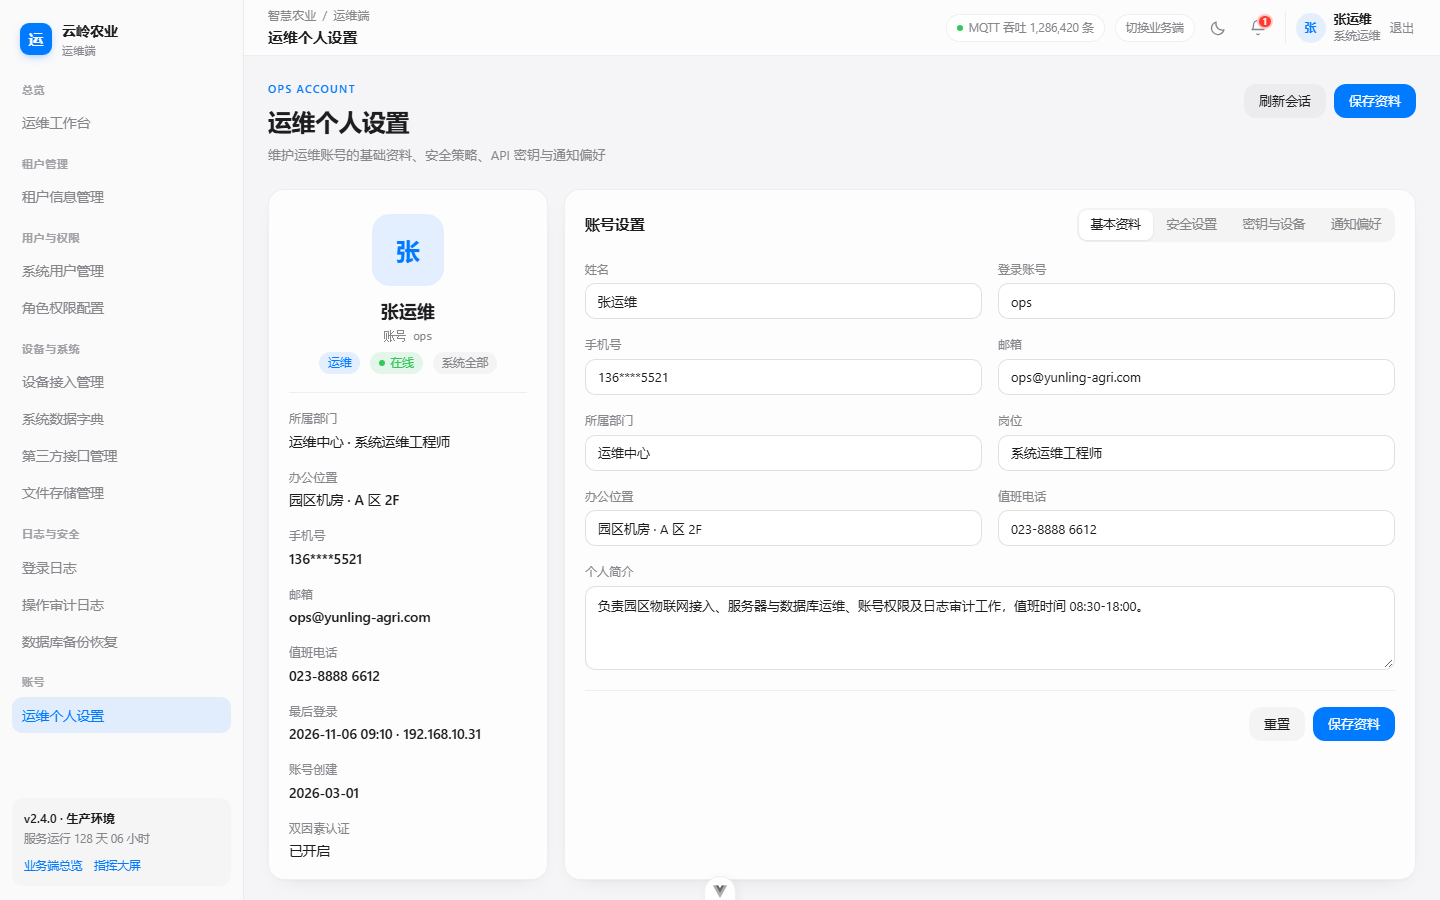 运
云岭农业
运维端
总览
运维工作台
租户管理
租户信息管理
用户与权限
系统用户管理
角色权限配置
设备与系统
设备接入管理
系统数据字典
第三方接口管理
文件存储管理
日志与安全
登录日志
操作审计日志
数据库备份恢复
账号
运维个人设置
v2.4.0 · 生产环境
服务运行 128 天 06 小时
业务端总览 指挥大屏
智慧农业 / 运维端
运维个人设置
MQTT 吞吐 1,286,420 条
切换业务端
1
张
张运维
系统运维
退出
OPS ACCOUNT
运维个人设置
维护运维账号的基础资料、安全策略、API 密钥与通知偏好
刷新会话
保存资料
张
张运维
账号 ops
运维 在线 系统全部
所属部门
运维中心 · 系统运维工程师
办公位置
园区机房 · A 区 2F
手机号
136****5521
邮箱
ops@yunling-agri.com
值班电话
023-8888 6612
最后登录
2026-11-06 09:10 · 192.168.10.31
账号创建
2026-03-01
双因素认证
已开启
账号设置
基本资料 安全设置 密钥与设备 通知偏好
姓名
张运维
登录账号
ops
手机号
136****5521
邮箱
ops@yunling-agri.com
所属部门
运维中心
岗位
系统运维工程师
办公位置
园区机房 · A 区 2F
值班电话
023-8888 6612
个人简介
负责园区物联网接入、服务器与数据库运维、账号权限及日志审计工作，值班时间 08:30-18:00。
重置
保存资料